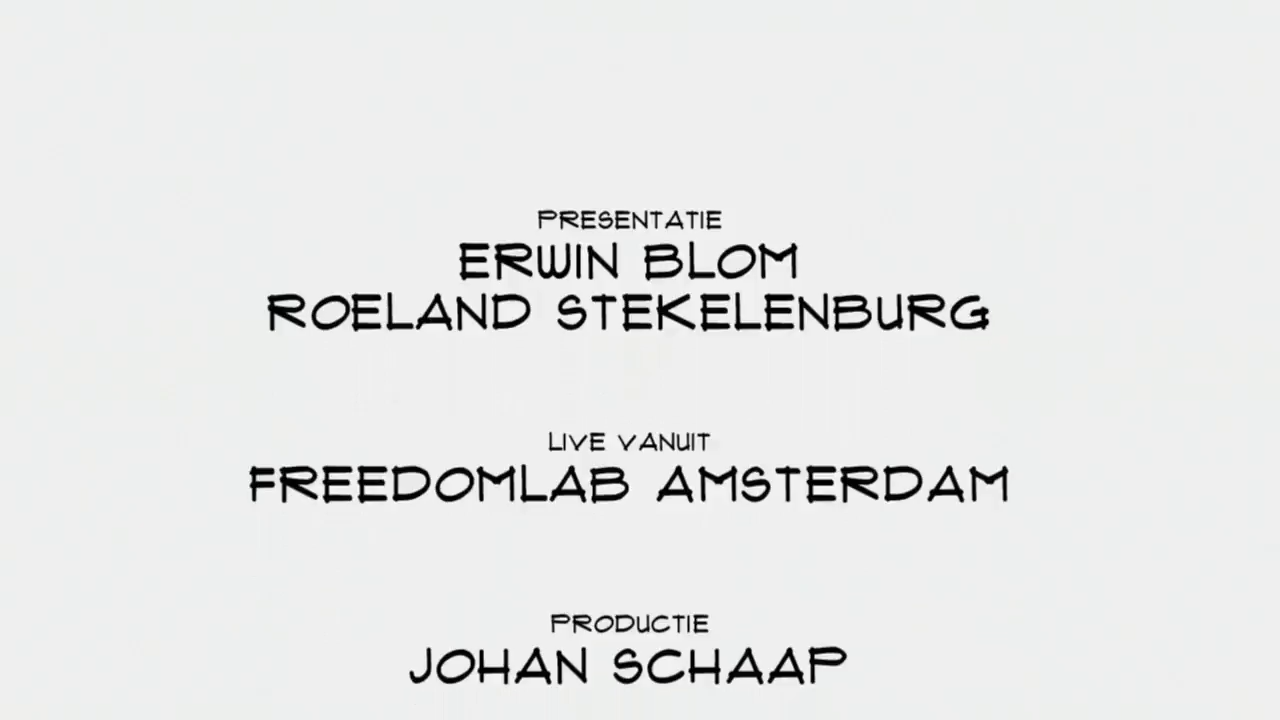 PRESENTATIE
ERWIN BLOM
ROELAND STEKELENBURG
LIVE VANUIT
FREEDOMLAB AMSTERDAM
PRODUCTIE
JOHAN SCHAAP